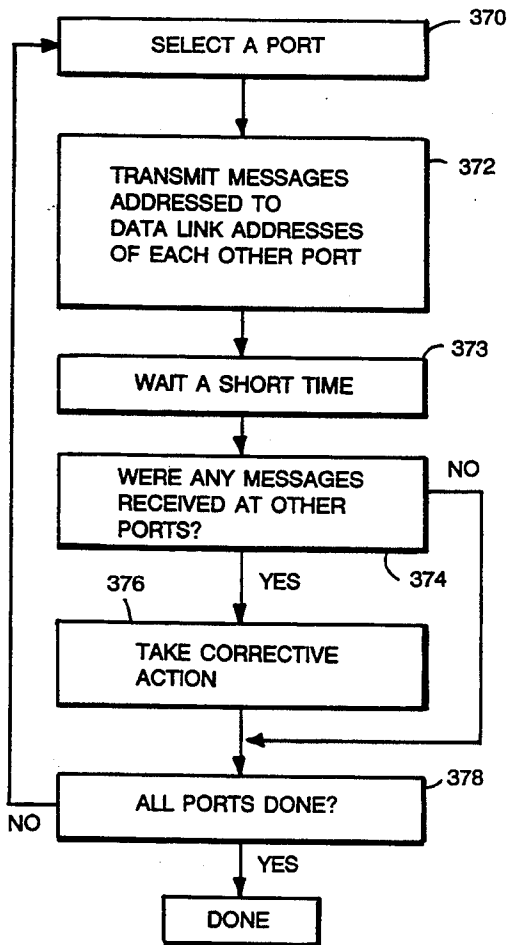 370
SELECT A PORT
372
TRANSMIT MESSAGES
ADDRESSED TO
DATA LINK ADDRESSES
OF EACH OTHER PORT
373
WAIT A SHORT TIME
WERE ANY MESSAGES
RECEIVED AT OTHER
PORTS?
NO
374
YES
376
TAKE CORRECTIVE
ACTION
378
ALL PORTS DONE?
NO
YES
DONE